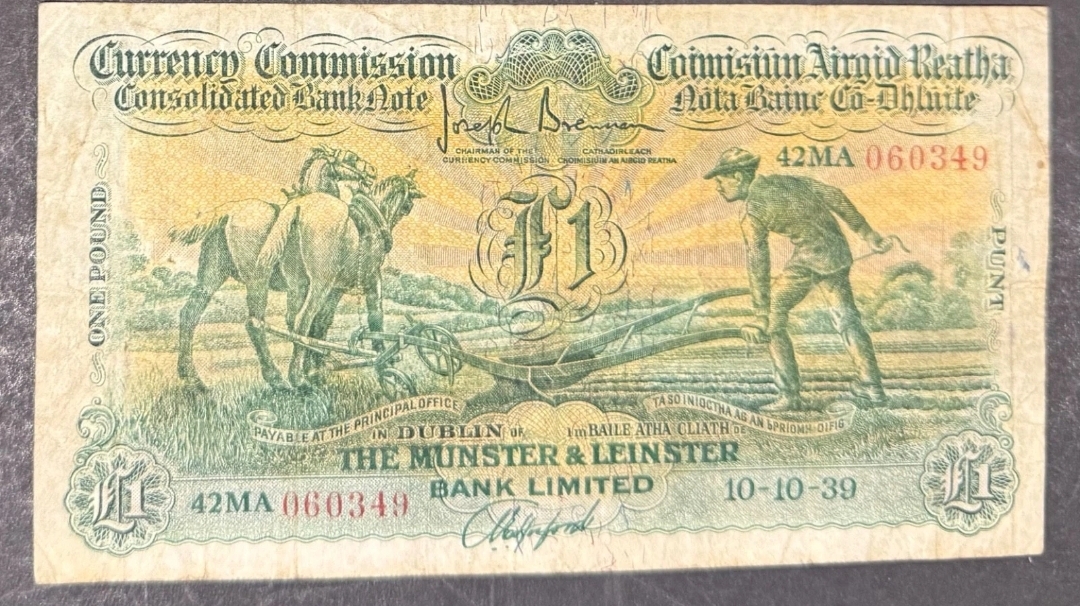 Currency Commission
Consolidated Bank Note
Coimisiún Airgid Reatha
Nóta Bainc Có-Dhluite
Joseph Brennan
CHAIRMAN OF THE
CURRENCY COMMISSION
CATHAOIRLEACH
CHOIMISIÚIN AN AIRGID REATHA
42MA 060349
ONE POUND
£1
PUNT
PAYABLE AT THE PRINCIPAL OFFICE
IN DUBLIN OF
TÁ SO INÍOCTHA AG AN bPRÍOMH OIFIG
I mBAILE ATHA CLIATH DE
THE MUNSTER & LEINSTER
BANK LIMITED
£1
42MA 060349
10-10-39
£1